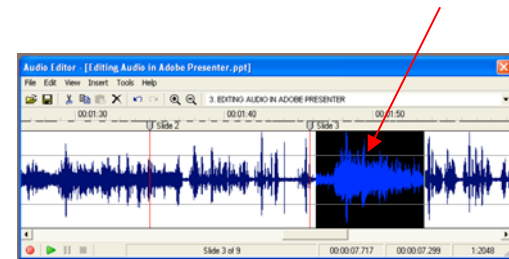 Audio Editor - [Editing Audio in Adobe Presenter.ppt]
File Edit View Insert Tools Help
3. EDITING AUDIO IN ADOBE PRESENTER
00:01:30 00:01:40 00:01:50
Slide 2 Slide 3
Slide 3 of 9 00:00:07.717 00:00:07.299 1:2048